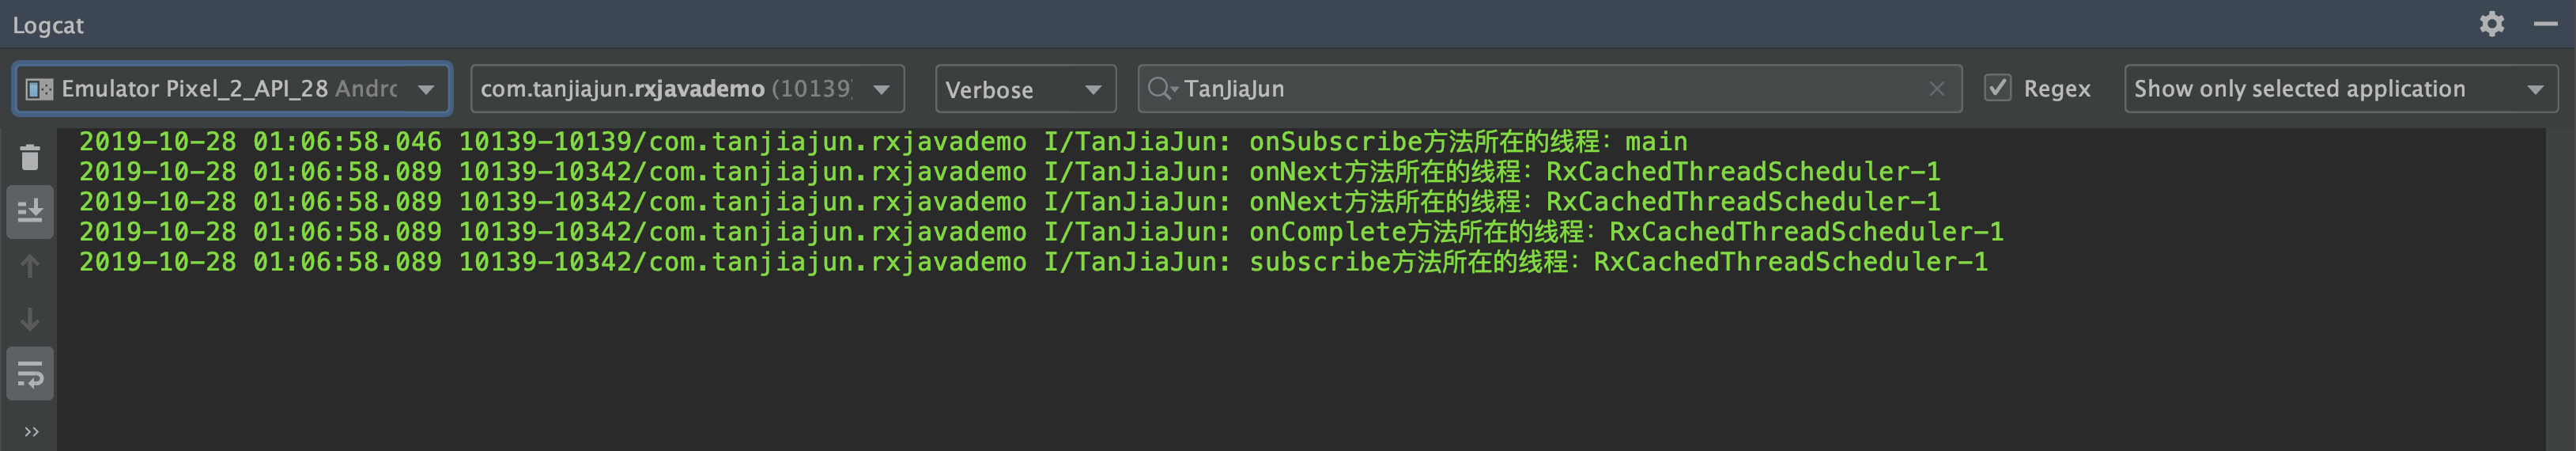 Logcat
Emulator Pixel_2_API_28 Andrc com.tanjiajun.rxjavademo (10139) Verbose TanJiaJun Regex Show only selected application
2019-10-28 01:06:58.046 10139-10139/com.tanjiajun.rxjavademo I/TanJiaJun: onSubscribe方法所在的线程：main
2019-10-28 01:06:58.089 10139-10342/com.tanjiajun.rxjavademo I/TanJiaJun: onNext方法所在的线程：RxCachedThreadScheduler-1
2019-10-28 01:06:58.089 10139-10342/com.tanjiajun.rxjavademo I/TanJiaJun: onNext方法所在的线程：RxCachedThreadScheduler-1
2019-10-28 01:06:58.089 10139-10342/com.tanjiajun.rxjavademo I/TanJiaJun: onComplete方法所在的线程：RxCachedThreadScheduler-1
2019-10-28 01:06:58.089 10139-10342/com.tanjiajun.rxjavademo I/TanJiaJun: subscribe方法所在的线程：RxCachedThreadScheduler-1